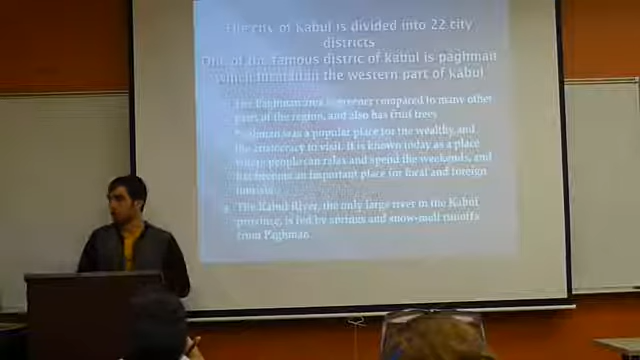 The city of Kabul is divided into 22 city
districts
One of the famous distric of kabul is paghman
which location the western part of kabul
The Paghman area is greener compared to many other
parts of the region, and also has fruit trees
Paghman was a popular place for the wealthy, and
the aristocracy to visit. It is known today as a place
where people can relax and spend the weekends, and
has become an important place for local and foreign
tourists.
The Kabul River, the only large river in the Kabul
province, is fed by streams and snow-melt runoffs
from Paghman